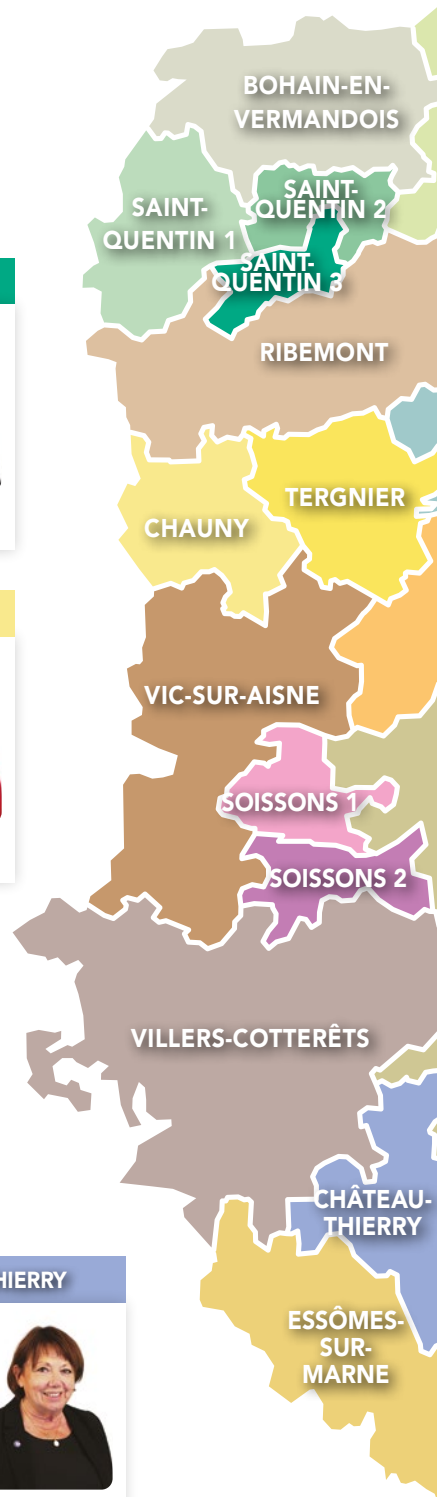 BOHAIN-EN-
VERMANDOIS
SAINT-
QUENTIN 1
SAINT-
QUENTIN 2
SAINT-
QUENTIN 3
RIBEMONT
TERGNIER
CHAUNY
VIC-SUR-AISNE
SOISSONS 1
SOISSONS 2
VILLERS-COTTERÊTS
CHÂTEAU-
THIERRY
HIERRY
ESSÔMES-
SUR-
MARNE